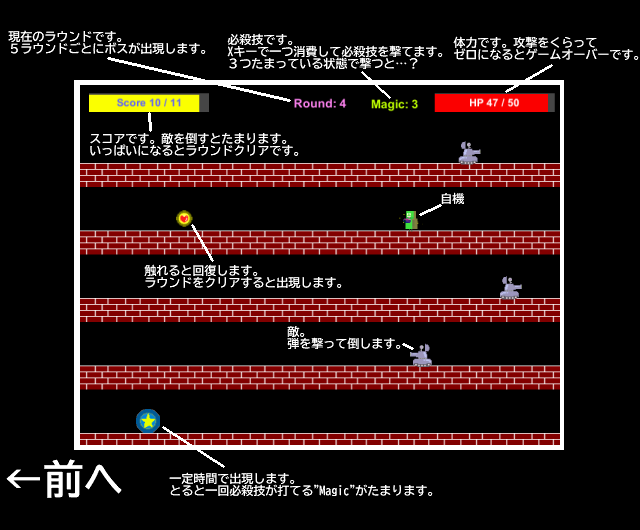 現在のラウンドです。
５ラウンドごとにボスが出現します。
必殺技です。
Xキーで一つ消費して必殺技を撃てます。
３つたまっている状態で撃つと…？
体力です。攻撃をくらって
ゼロになるとゲームオーバーです。
Score 10 / 11
Round: 4
Magic: 3
HP 47 / 50
スコアです。敵を倒すとたまります。
いっぱいになるとラウンドクリアです。
自機
触れると回復します。
ラウンドをクリアすると出現します。
敵。
弾を撃って倒します。
←前へ
一定時間で出現します。
とると一回必殺技が打てる”Magic”がたまります。